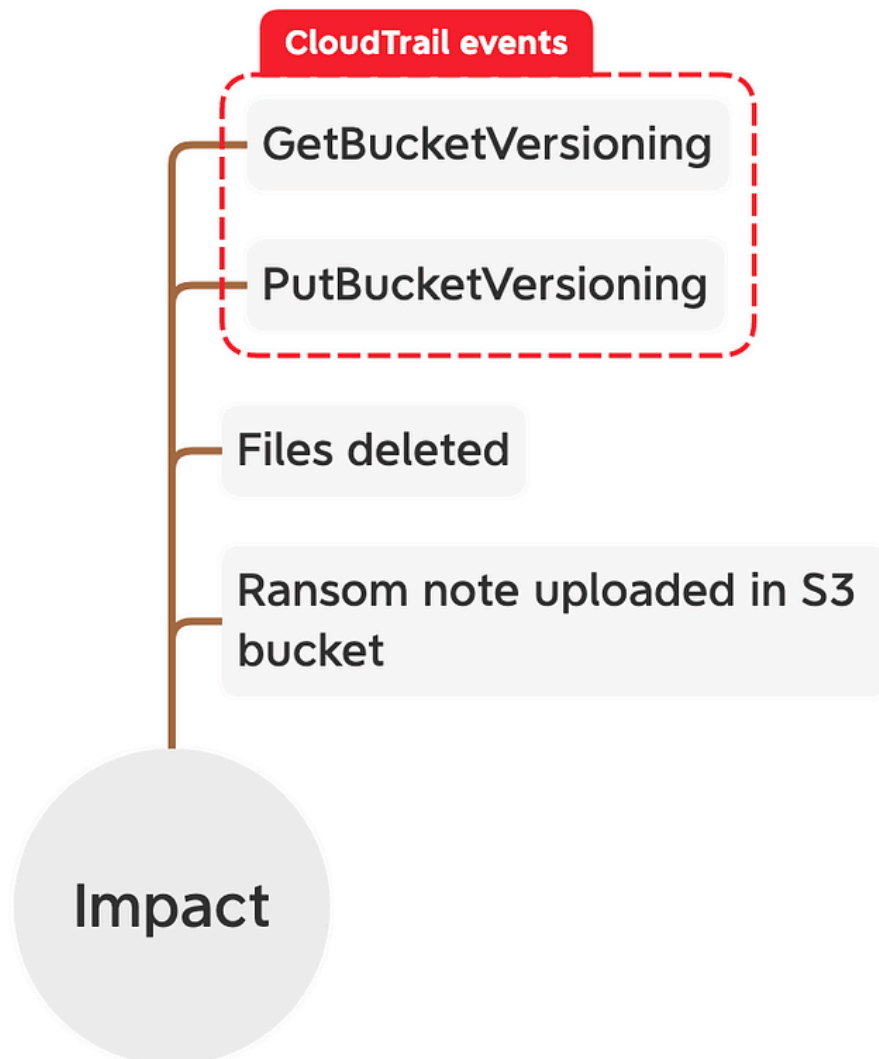 CloudTrail events
GetBucketVersioning
PutBucketVersioning
Files deleted
Ransom note uploaded in S3
bucket
Impact